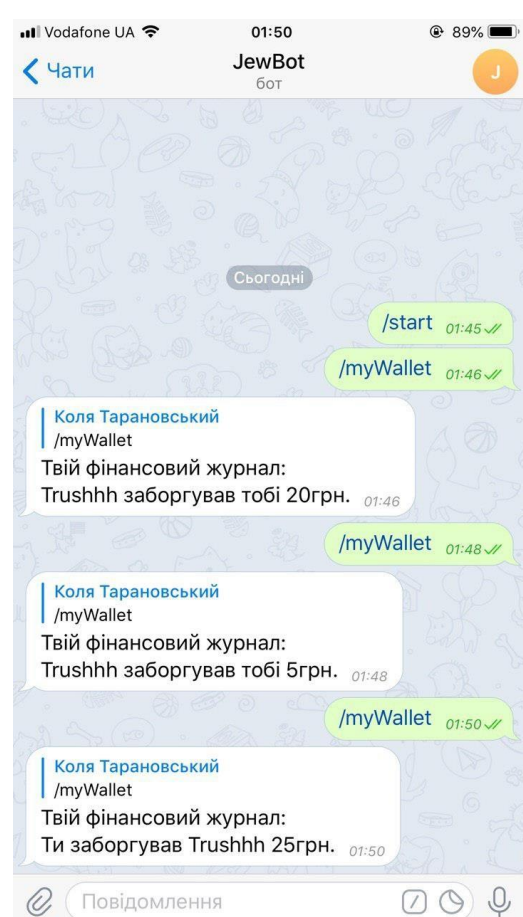 Vodafone UA 01:50 89%
Чати JewBot J
бот
Сьогодні
/start 01:45
/myWallet 01:46
Коля Тарановський
/myWallet
Твій фінансовий журнал:
Trushhh заборгував тобі 20грн. 01:46
/myWallet 01:48
Коля Тарановський
/myWallet
Твій фінансовий журнал:
Trushhh заборгував тобі 5грн. 01:48
/myWallet 01:50
Коля Тарановський
/myWallet
Твій фінансовий журнал:
Ти заборгував Trushhh 25грн. 01:50
Повідомлення